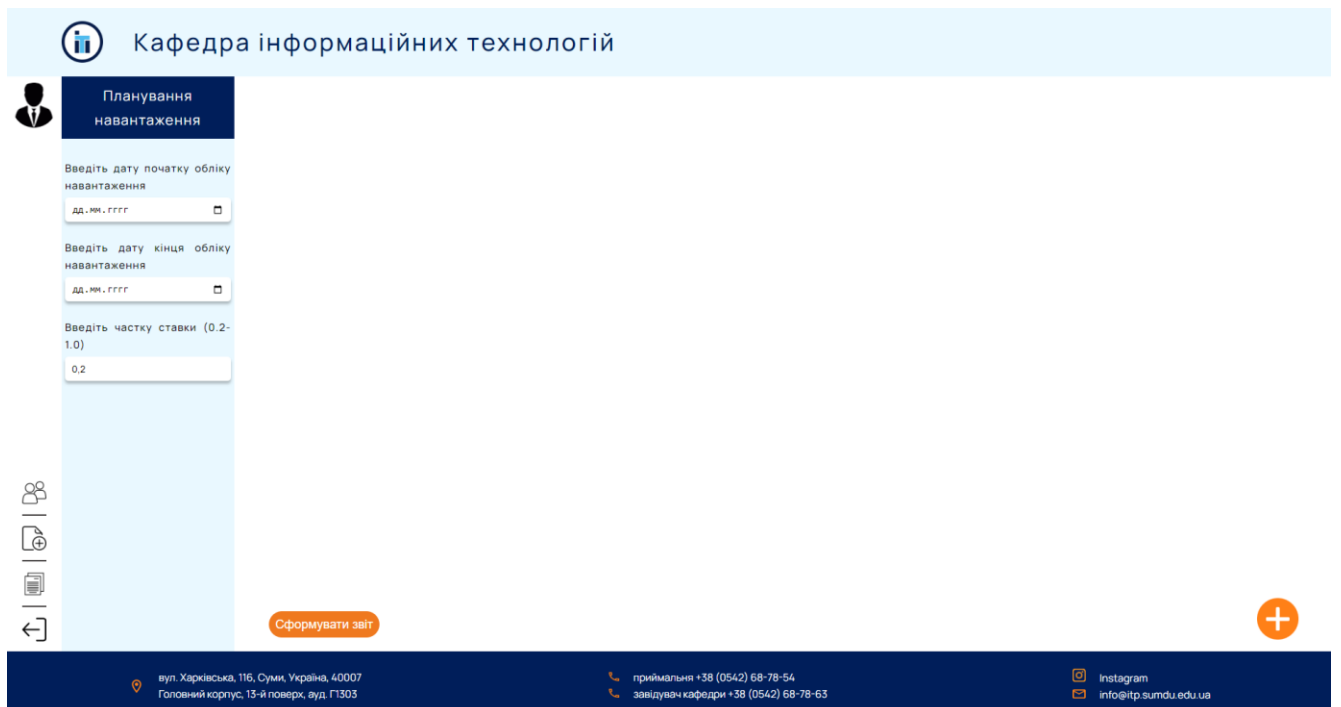 іті
Кафедра інформаційних технологій
Планування
навантаження
Введіть дату початку обліку
навантаження
дд.мм.гггг
Введіть дату кінця обліку
навантаження
дд.мм.гггг
Введіть частку ставки (0.2-
1.0)
0,2
Сформувати звіт
вул. Харківська, 116, Суми, Україна, 40007
Головний корпус, 13-й поверх, ауд. Г1303
приймальня +38 (0542) 68-78-54
завідувач кафедри +38 (0542) 68-78-63
Instagram
info@itp.sumdu.edu.ua